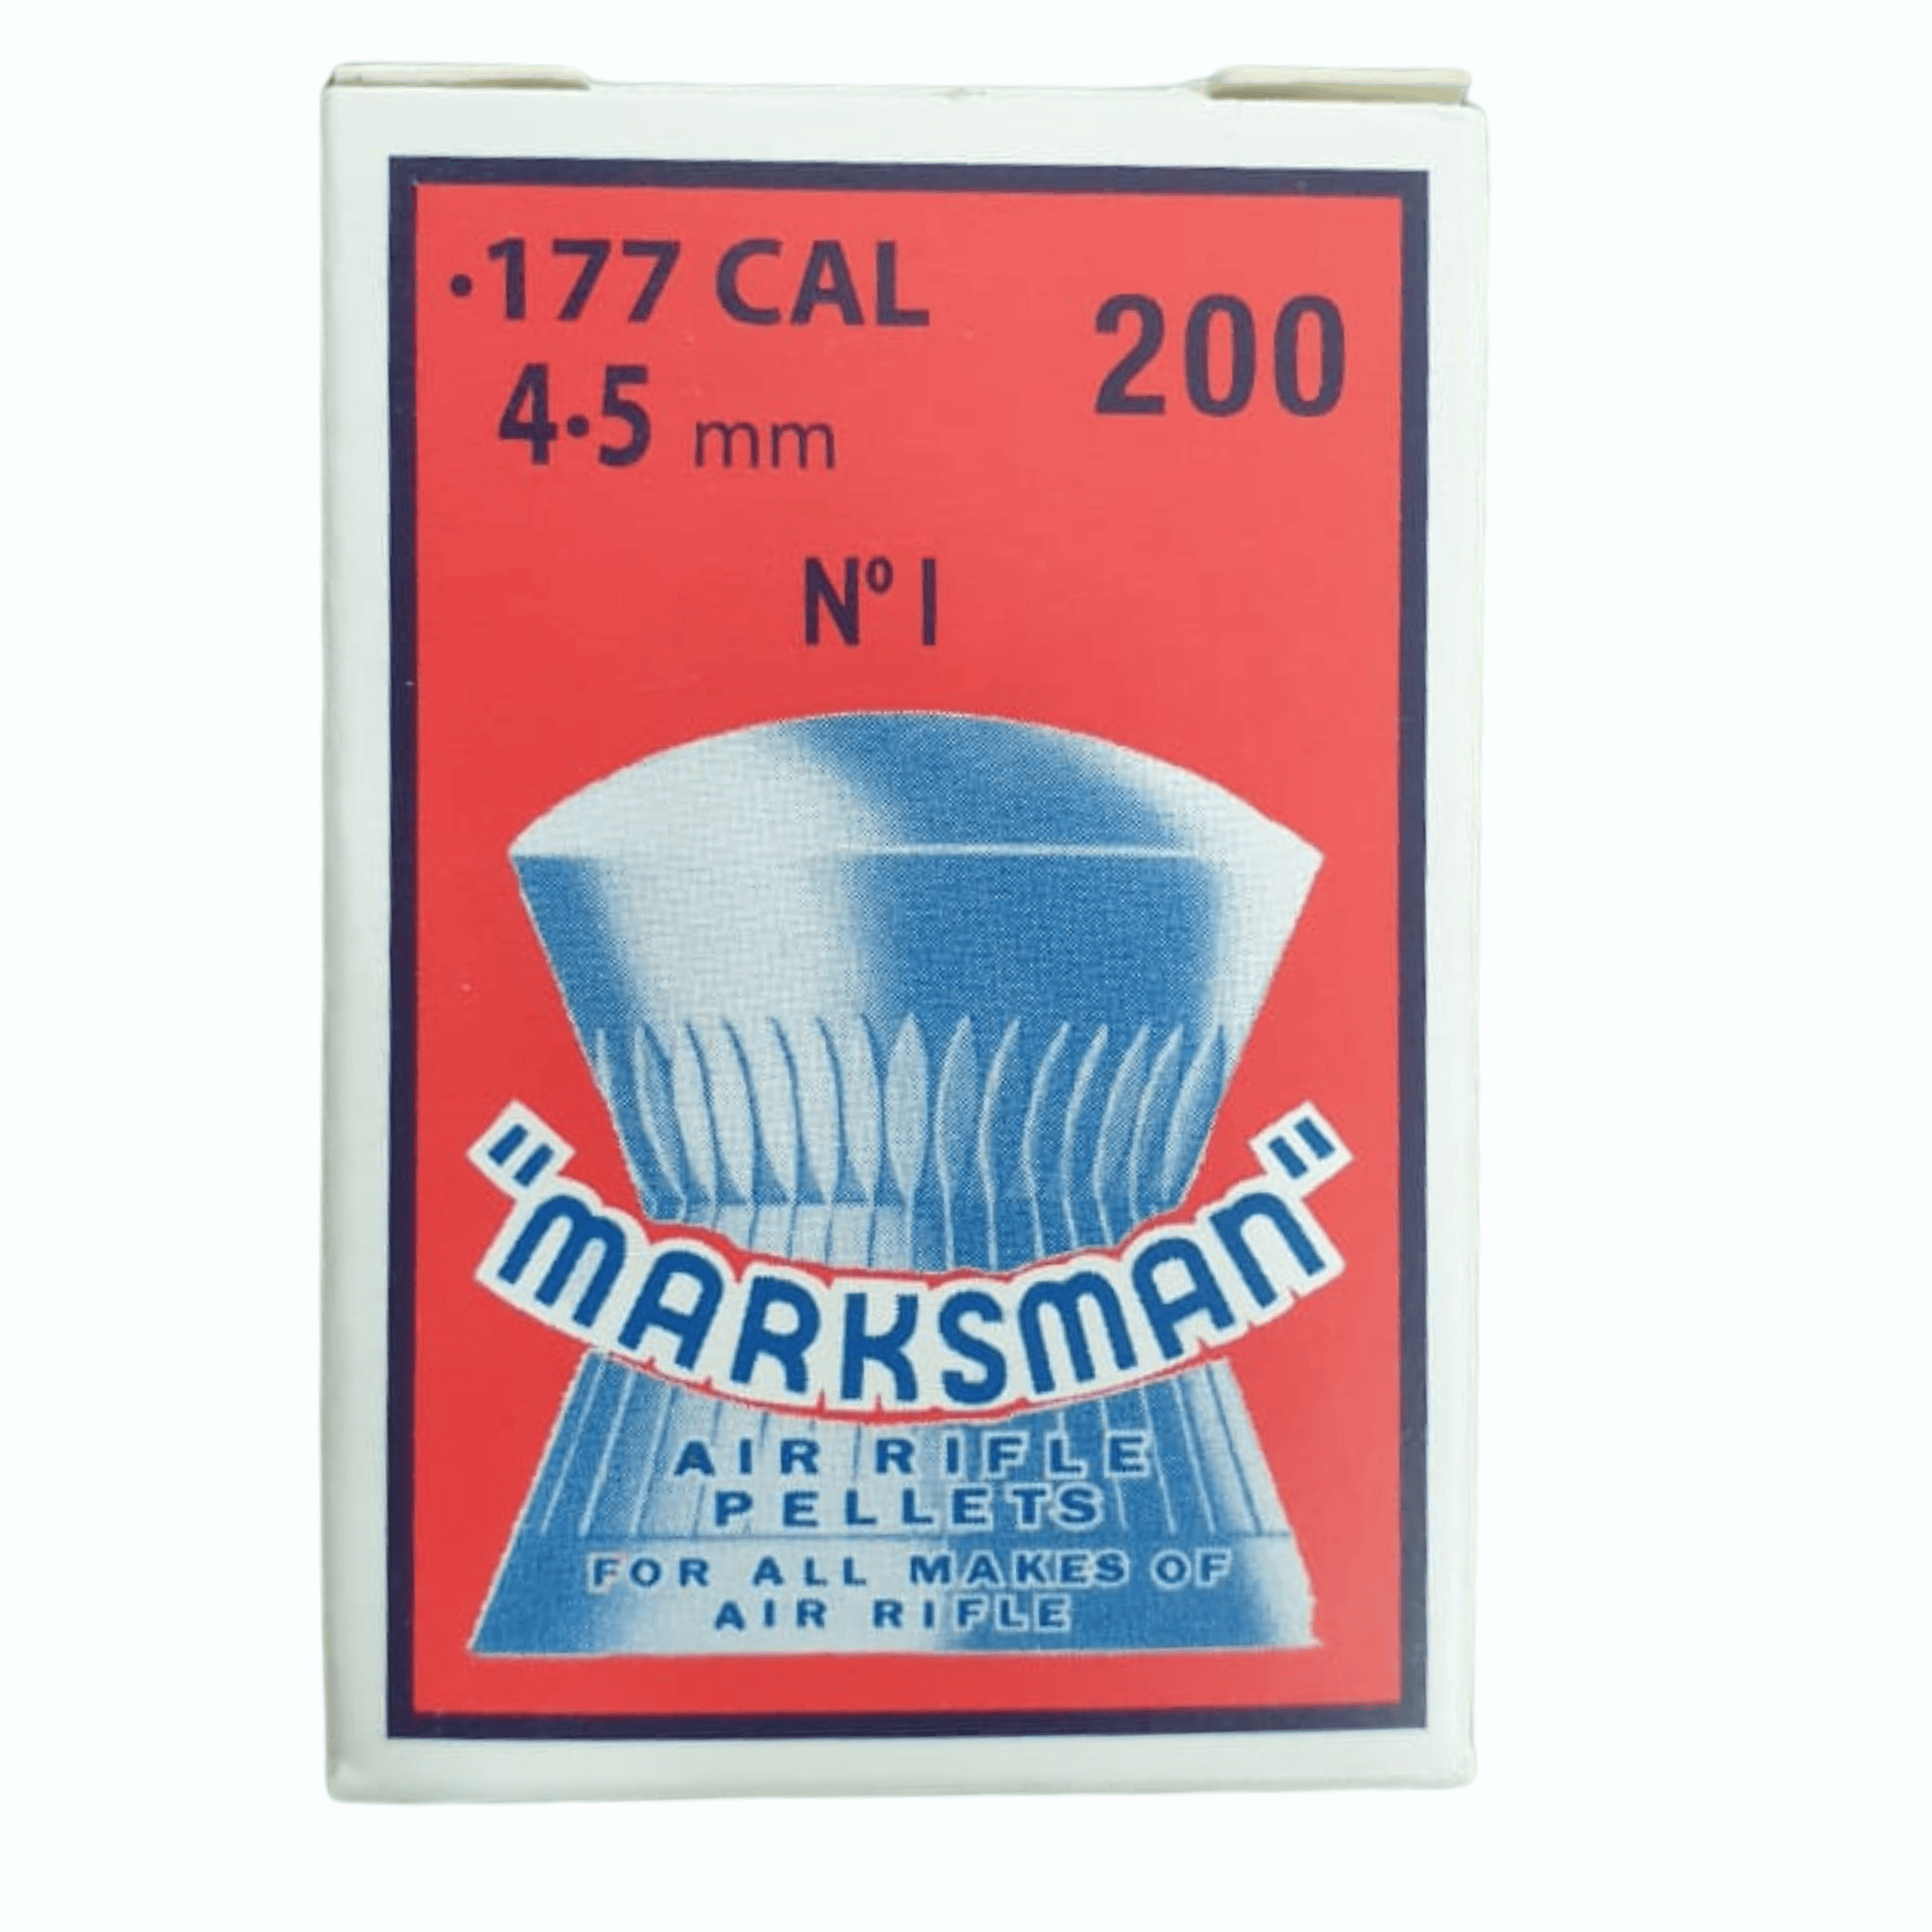 ·177 CAL
4·5 mm
200
Nº I
"MARKSMAN"
AIR RIFLE
PELLETS
FOR ALL MAKES OF
AIR RIFLE